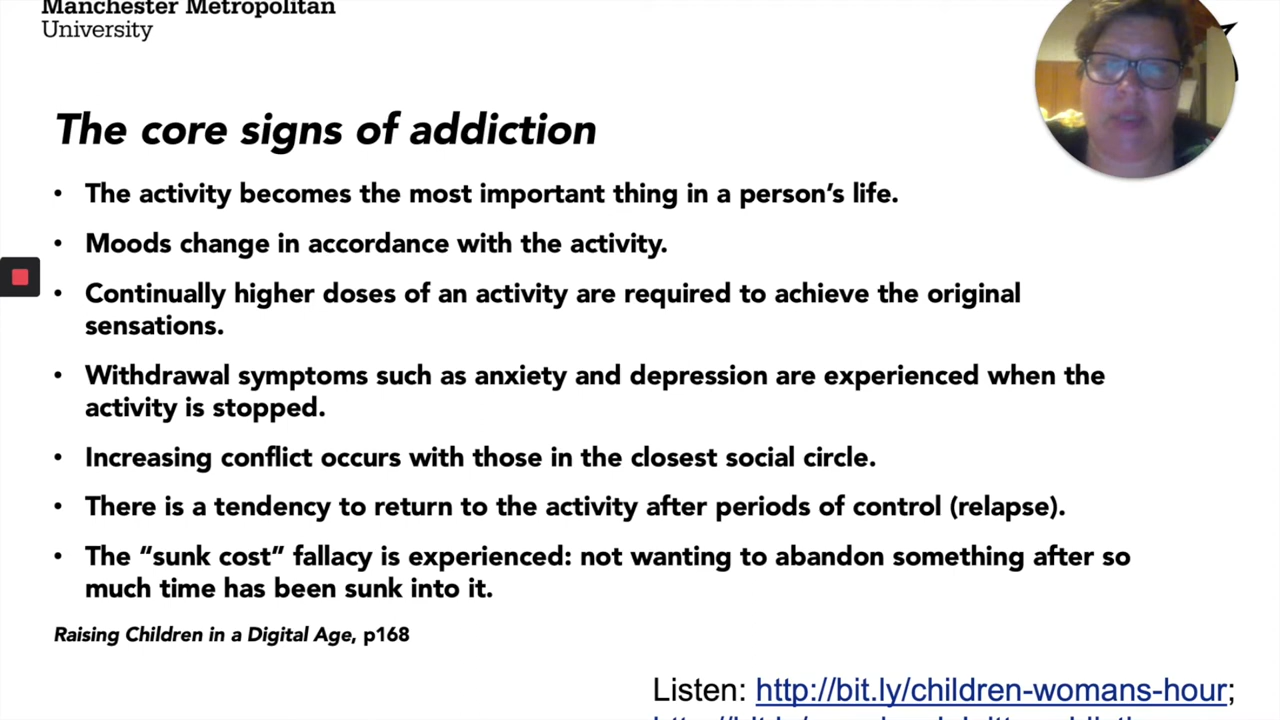 Manchester Metropolitan
University
The core signs of addiction
• The activity becomes the most important thing in a person’s life.
• Moods change in accordance with the activity.
• Continually higher doses of an activity are required to achieve the original
sensations.
• Withdrawal symptoms such as anxiety and depression are experienced when the
activity is stopped.
• Increasing conflict occurs with those in the closest social circle.
• There is a tendency to return to the activity after periods of control (relapse).
• The “sunk cost” fallacy is experienced: not wanting to abandon something after so
much time has been sunk into it.
Raising Children in a Digital Age, p168
Listen: http://bit.ly/children-womans-hour;